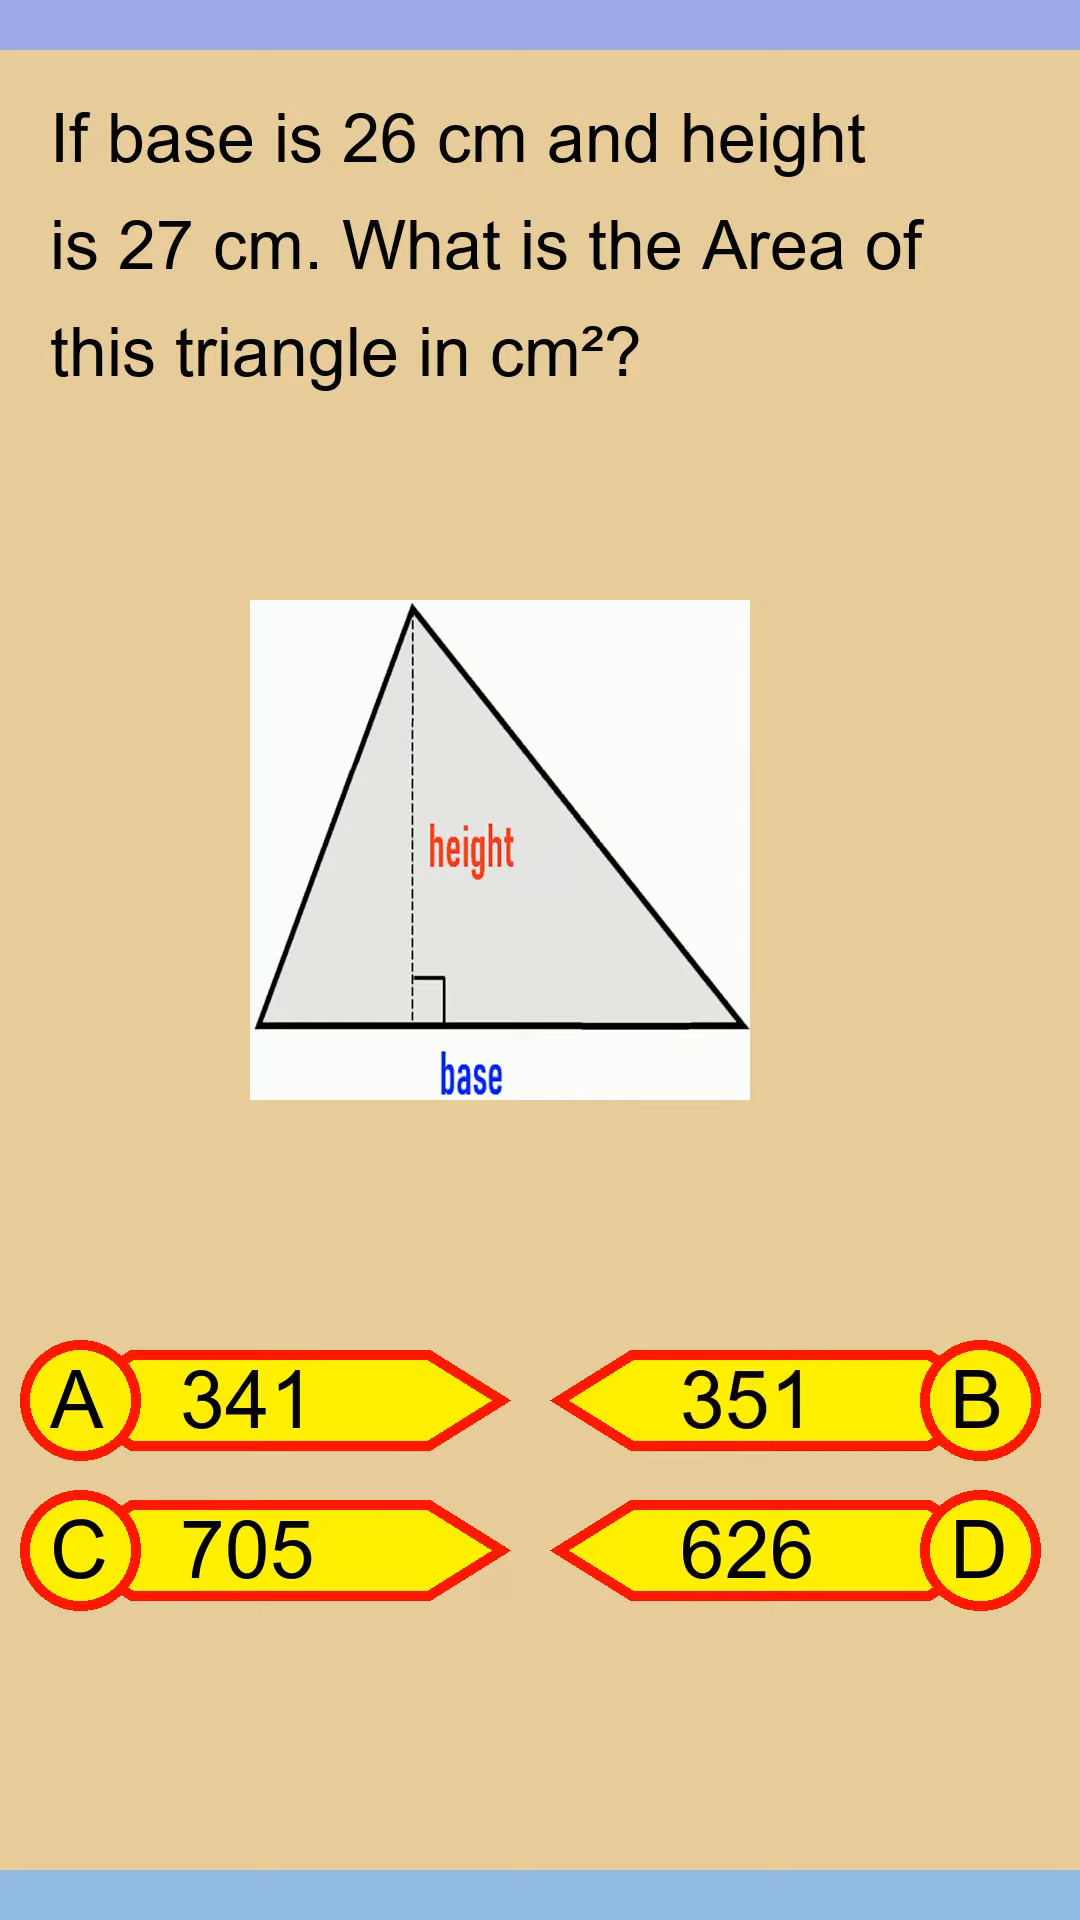 If base is 26 cm and height
is 27 cm. What is the Area of
this triangle in cm²?
height
base
A 341
351 B
C 705
626 D